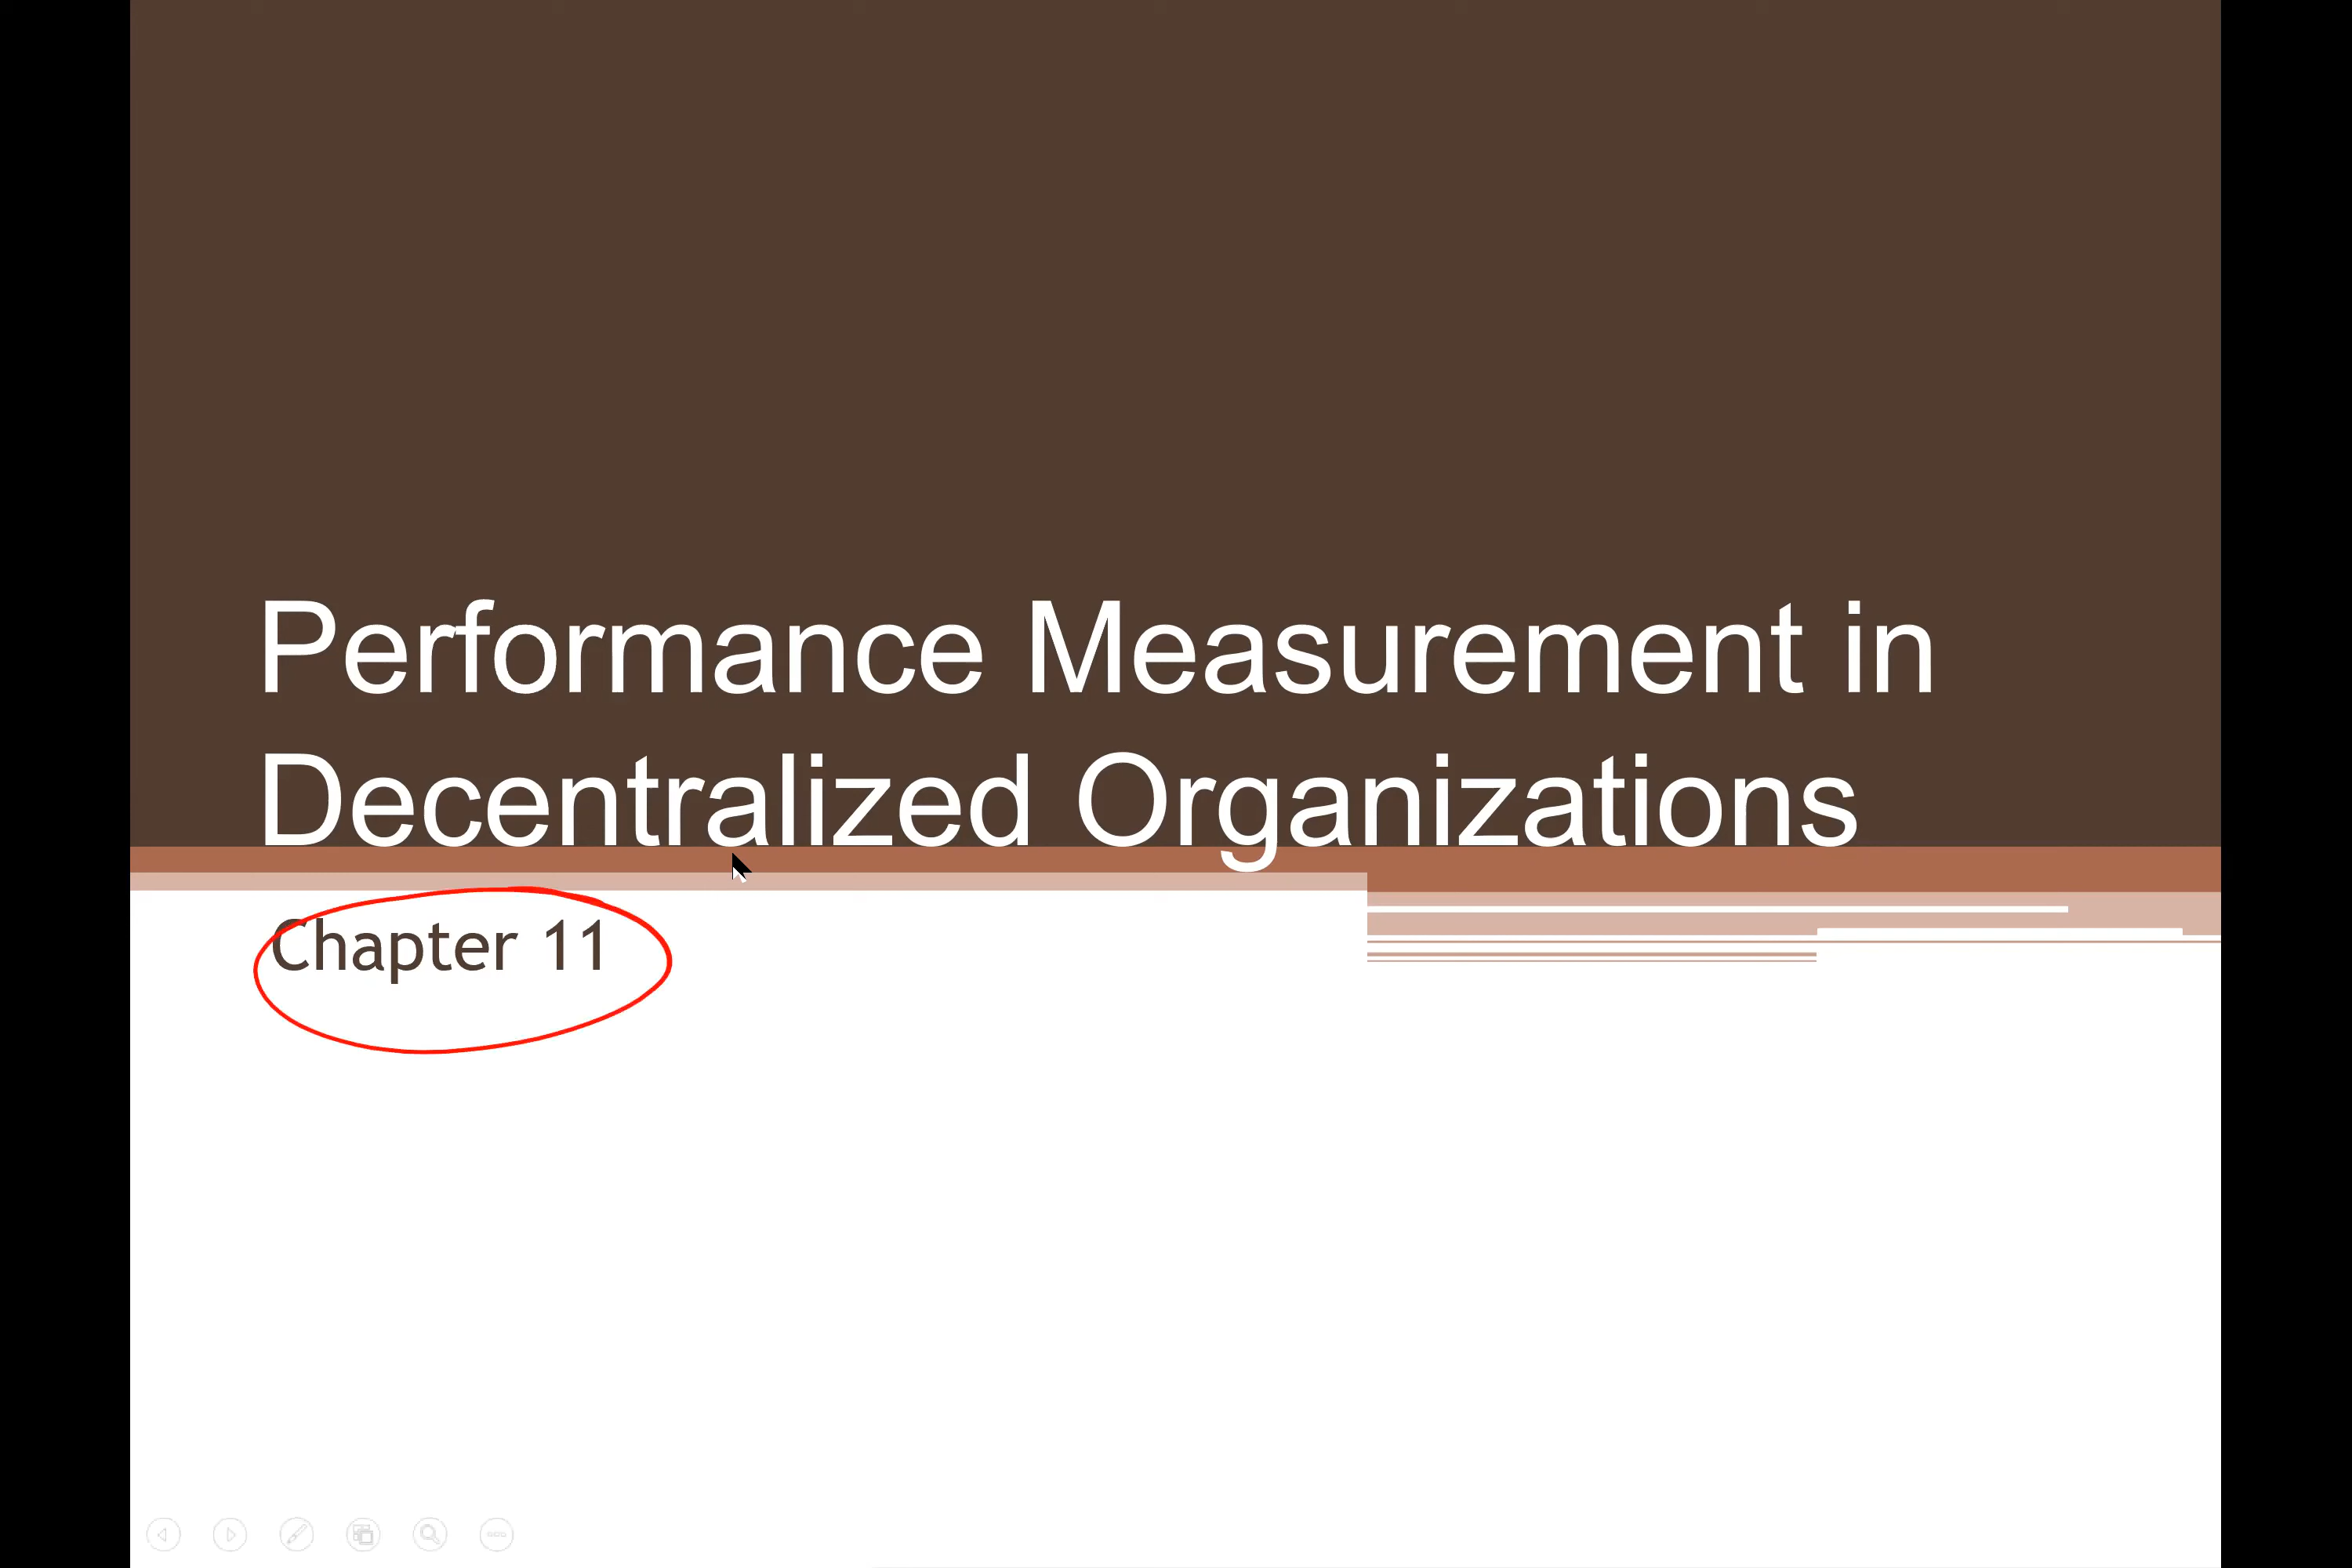 Performance Measurement in
Decentralized Organizations
Chapter 11